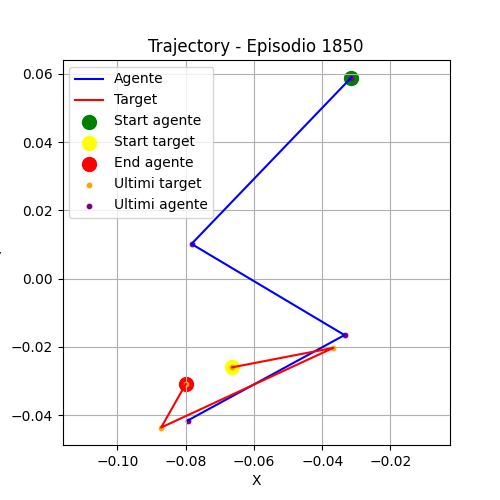 Trajectory - Episodio 1850
Agente
Target
Start agente
Start target
End agente
Ultimi target
Ultimi agente
0.06
0.04
0.02
0.00
−0.02
−0.04
−0.10
−0.08
−0.06
−0.04
−0.02
X